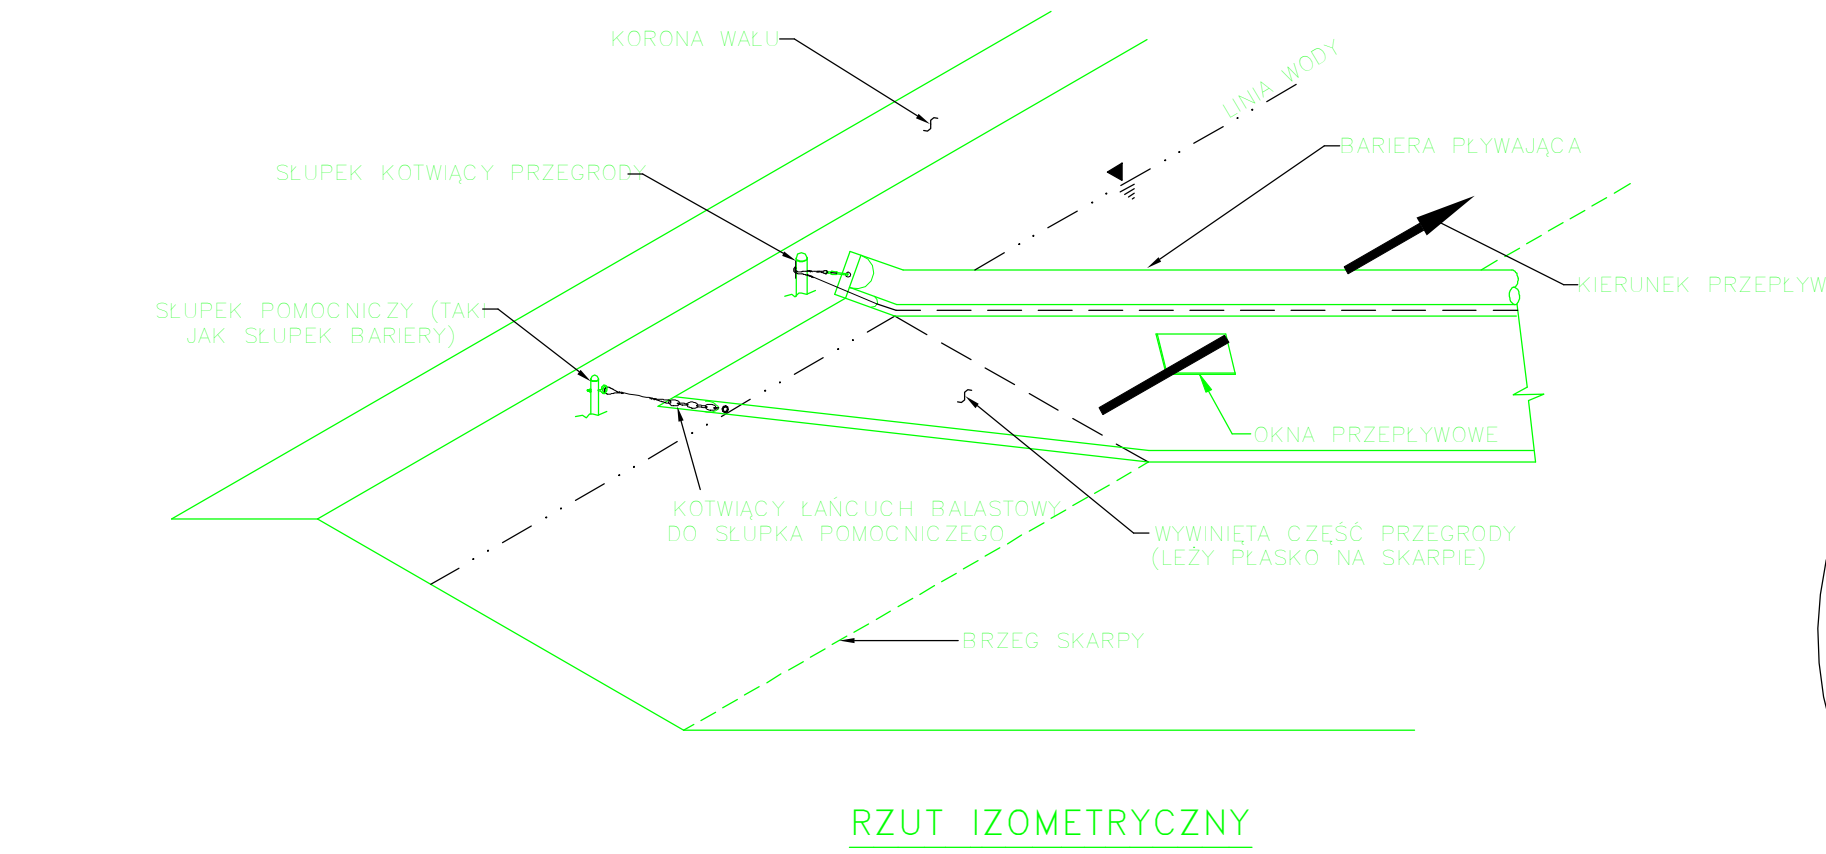 KORONA WAŁU
LINIA WODY
BARIERA PŁYWAJĄCA
SŁUPEK KOTWIĄCY PRZEGRODY
KIERUNEK PRZEPŁYW
SŁUPEK POMOCNICZY (TAKI
JAK SŁUPEK BARIERY)
OKNA PRZEPŁYWOWE
KOTWIĄCY ŁAŃCUCH BALASTOWY
DO SŁUPKA POMOCNICZEGO
WYWINIĘTA CZĘŚĆ PRZEGRODY
(LEŻY PŁASKO NA SKARPIE)
BRZEG SKARPY
RZUT IZOMETRYCZNY